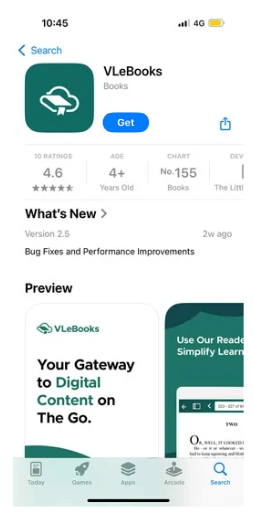 10:45
4G
Search
VLeBooks
Books
Get
10 RATINGS
AGE
CHART
DEV
4.6
4+
No.155
Years Old
Books
The Littl
What's New
Version 2.5
2w ago
Bug Fixes and Performance Improvements
Preview
VLeBooks
Your Gateway
to Digital
Content on
The Go.
Use Our Reade
Simplify Learn
TWO
Today
Games
Apps
Arcade
Search